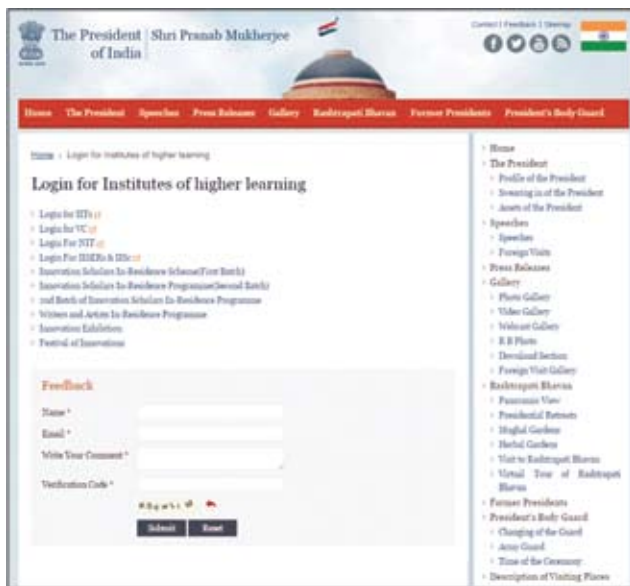 The President
of India
Shri Pranab Mukherjee
Contact | Feedback | Sitemap
Home The President Speeches Press Releases Gallery Rashtrapati Bhavan Former Presidents President's Body Guard
Home Login for Institutes of higher learning
Login for Institutes of higher learning
Login for IITs
Login for VC
Login For NIT
Login For IISERs & IISc
Innovation Scholars In-Residence Scheme(First Batch)
Innovation Scholars In-Residence Programme(Second Batch)
2nd Batch of Innovation Scholars In-Residence Programme
Writers and Artists In-Residence Programme
Innovation Exhibition
Festival of Innovations
Feedback
Name *
Email *
Write Your Comment *
Verification Code *
Submit Reset
Home
The President
Profile of the President
Swearing in of the President
Assets of the President
Speeches
Speeches
Foreign Visits
Press Releases
Gallery
Photo Gallery
Video Gallery
Webcast Gallery
R B Photo
Download Section
Foreign Visit Gallery
Rashtrapati Bhavan
Panoramic View
Presidential Retreats
Mughal Gardens
Herbal Gardens
Visit to Rashtrapati Bhavan
Virtual Tour of Rashtrapati
Bhavan
Former Presidents
President's Body Guard
Changing of the Guard
Army Guard
Time of the Ceremony
Description of Visiting Places